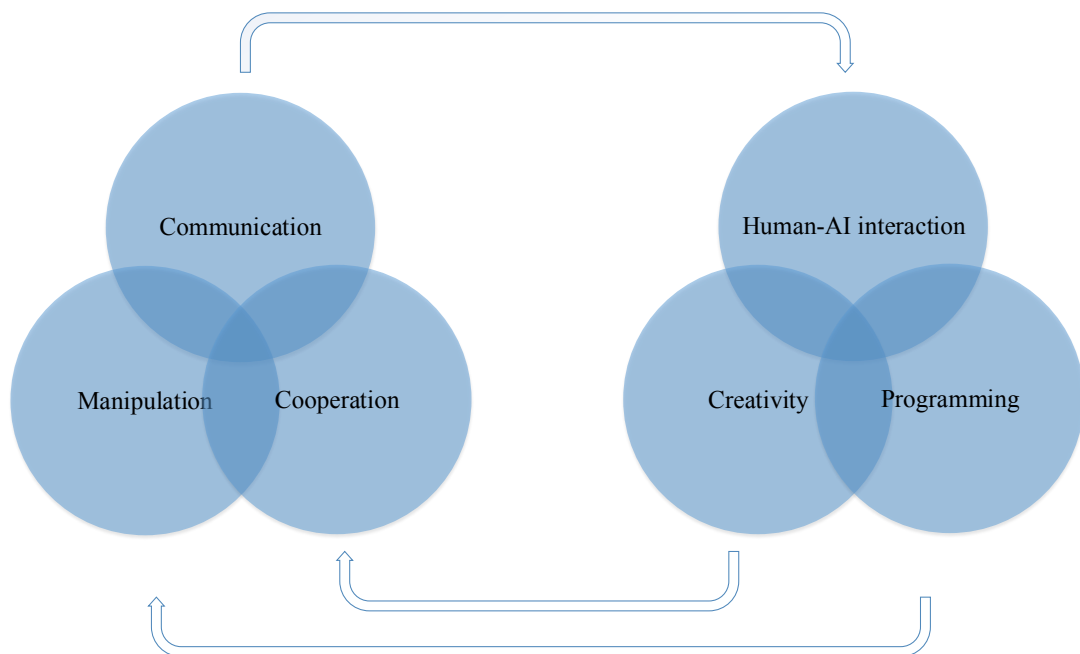 Communication
Human-AI interaction
Manipulation
Cooperation
Creativity
Programming